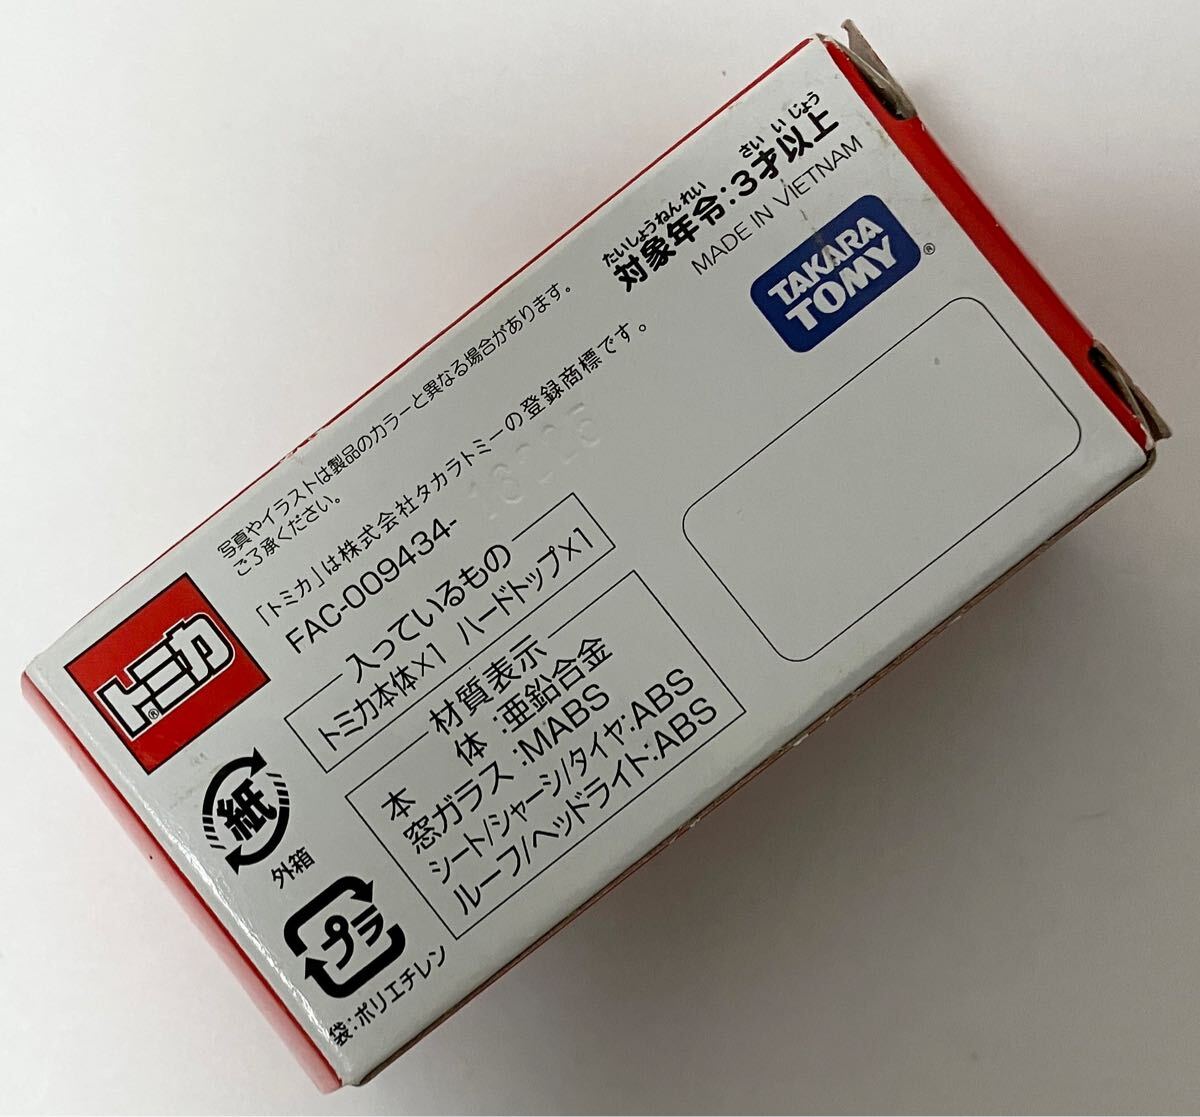 たいしょうねんれい さい いじょう
対象年令:3才以上
MADE IN VIETNAM
TAKARA
TOMY
®
写真やイラストは製品のカラーと異なる場合があります。
ご了承ください。
「トミカ」は株式会社タカラトミーの登録商標です。
FAC-009434-
入っているもの
トミカ本体×1 ハードトップ×1
材質表示
本体:亜鉛合金
窓ガラス:MABS
シート/シャーシ/タイヤ:ABS
ルーフ/ヘッドライト:ABS
トミカ
®
紙
外箱
プラ
袋:ポリエチレン